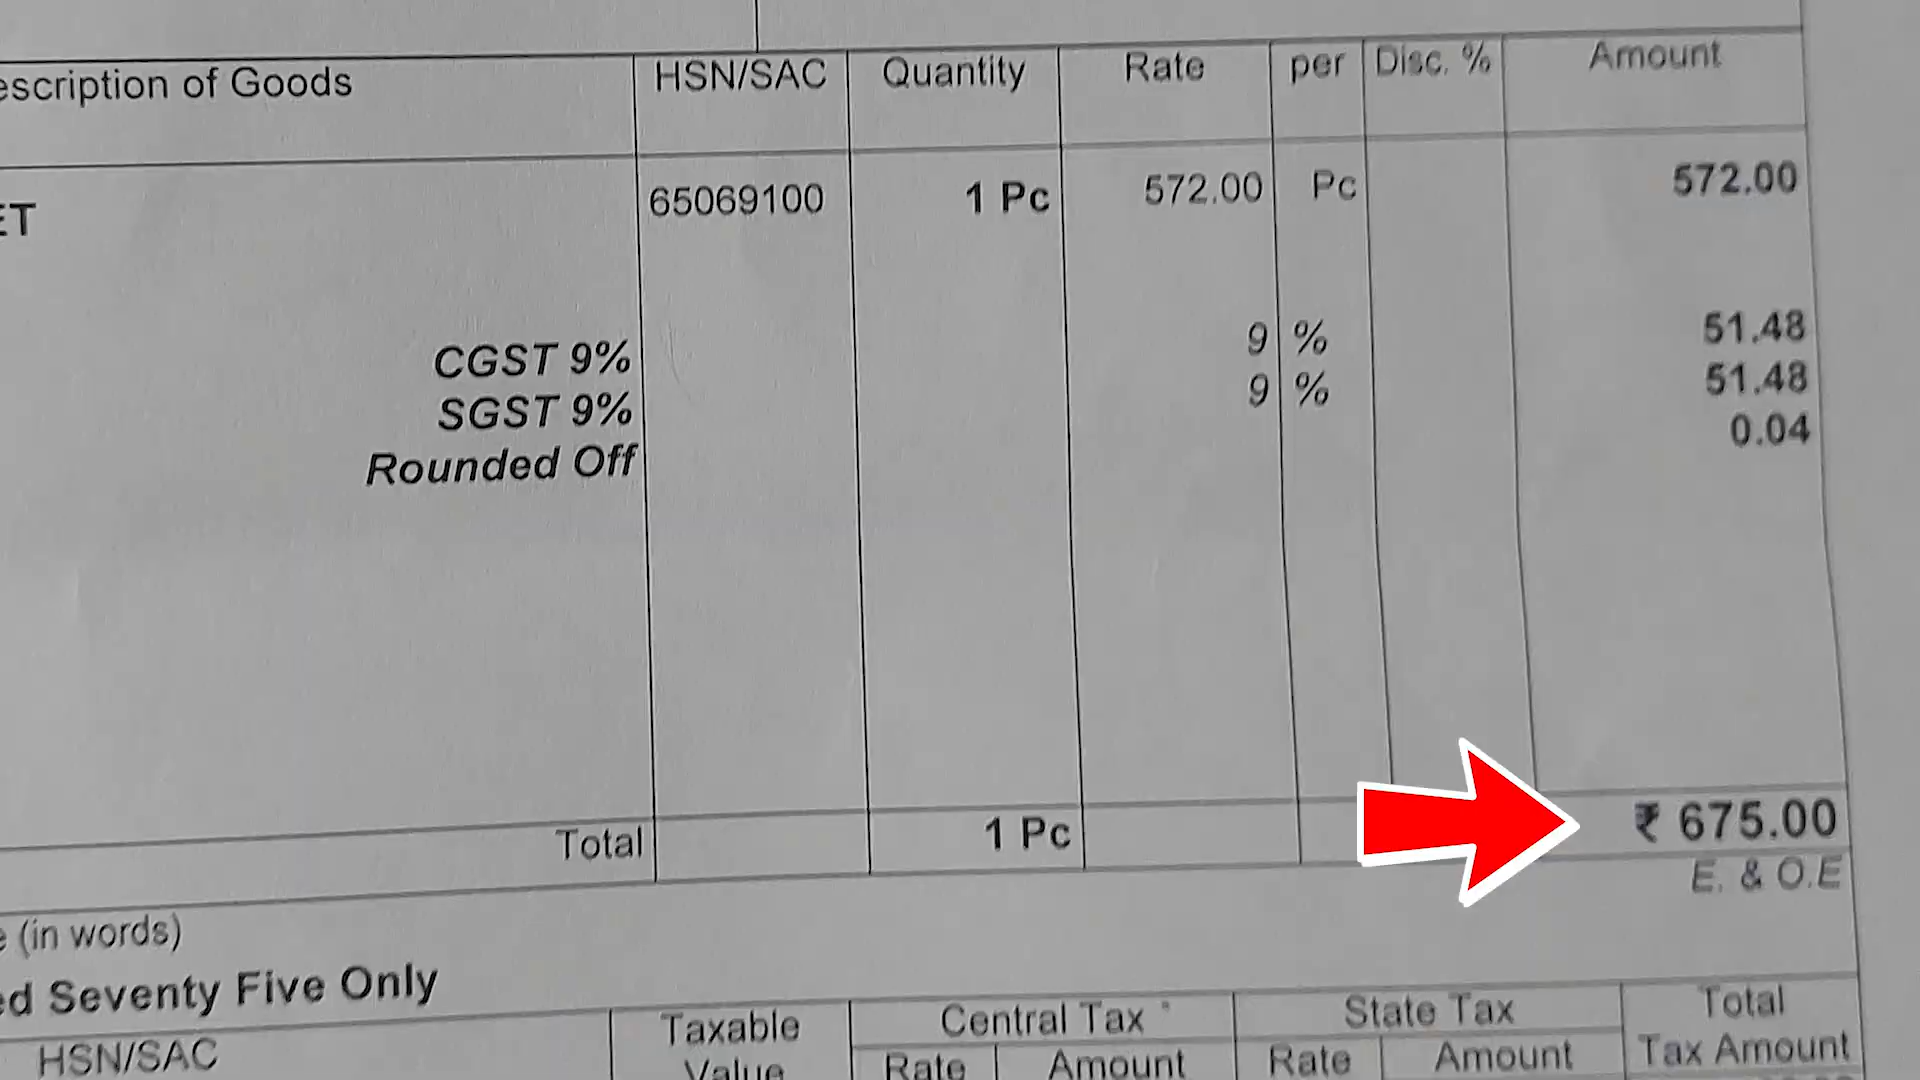 escription of Goods HSN/SAC Quantity Rate per Disc. % Amount
ET 65069100 1 Pc 572.00 Pc 572.00
CGST 9% 9 % 51.48
SGST 9% 9 % 51.48
Rounded Off 0.04
Total 1 Pc ₹ 675.00
E. & O.E
e (in words)
ed Seventy Five Only
HSN/SAC Taxable Central Tax State Tax Total
Value Rate Amount Rate Amount Tax Amount